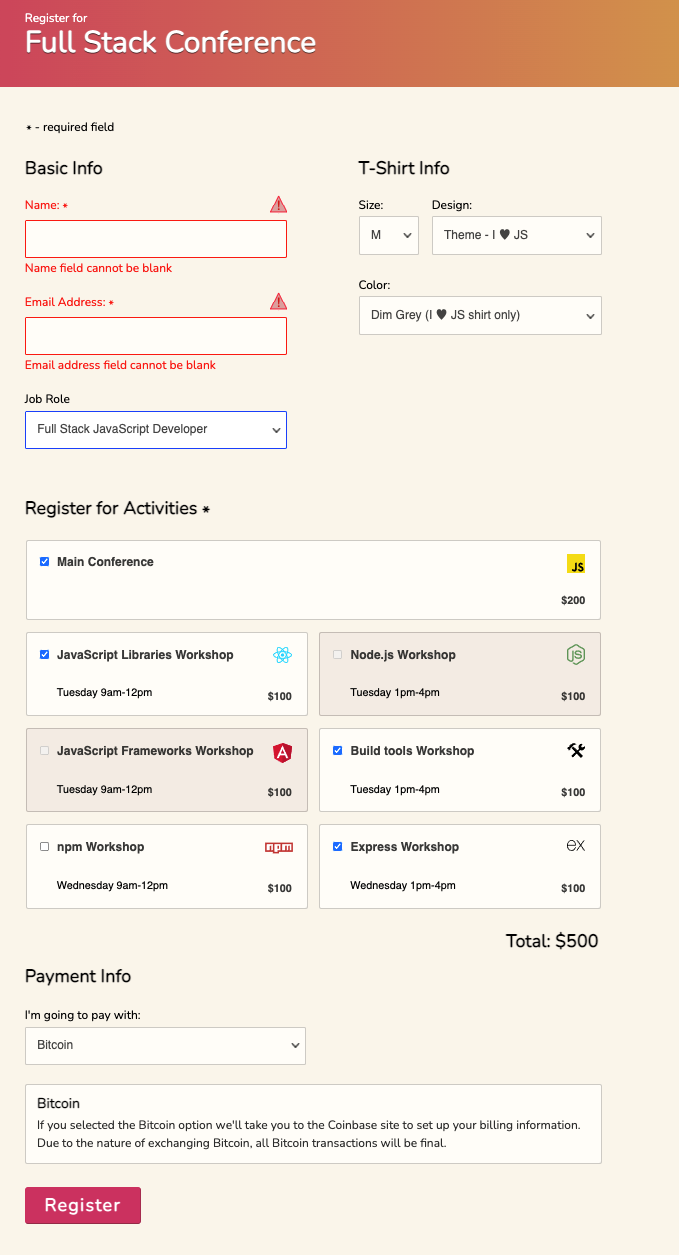 Register for
Full Stack Conference
* - required field
Basic Info
Name: *
Name field cannot be blank
Email Address: *
Email address field cannot be blank
Job Role
Full Stack JavaScript Developer
T-Shirt Info
Size:
M
Design:
Theme - I ♥ JS
Color:
Dim Grey (I ♥ JS shirt only)
Register for Activities *
Main Conference
JS
$200
JavaScript Libraries Workshop
Tuesday 9am-12pm
$100
Node.js Workshop
JS
Tuesday 1pm-4pm
$100
JavaScript Frameworks Workshop
A
Tuesday 9am-12pm
$100
Build tools Workshop
Tuesday 1pm-4pm
$100
npm Workshop
npm
Wednesday 9am-12pm
$100
Express Workshop
ex
Wednesday 1pm-4pm
$100
Total: $500
Payment Info
I'm going to pay with:
Bitcoin
Bitcoin
If you selected the Bitcoin option we'll take you to the Coinbase site to set up your billing information.
Due to the nature of exchanging Bitcoin, all Bitcoin transactions will be final.
Register